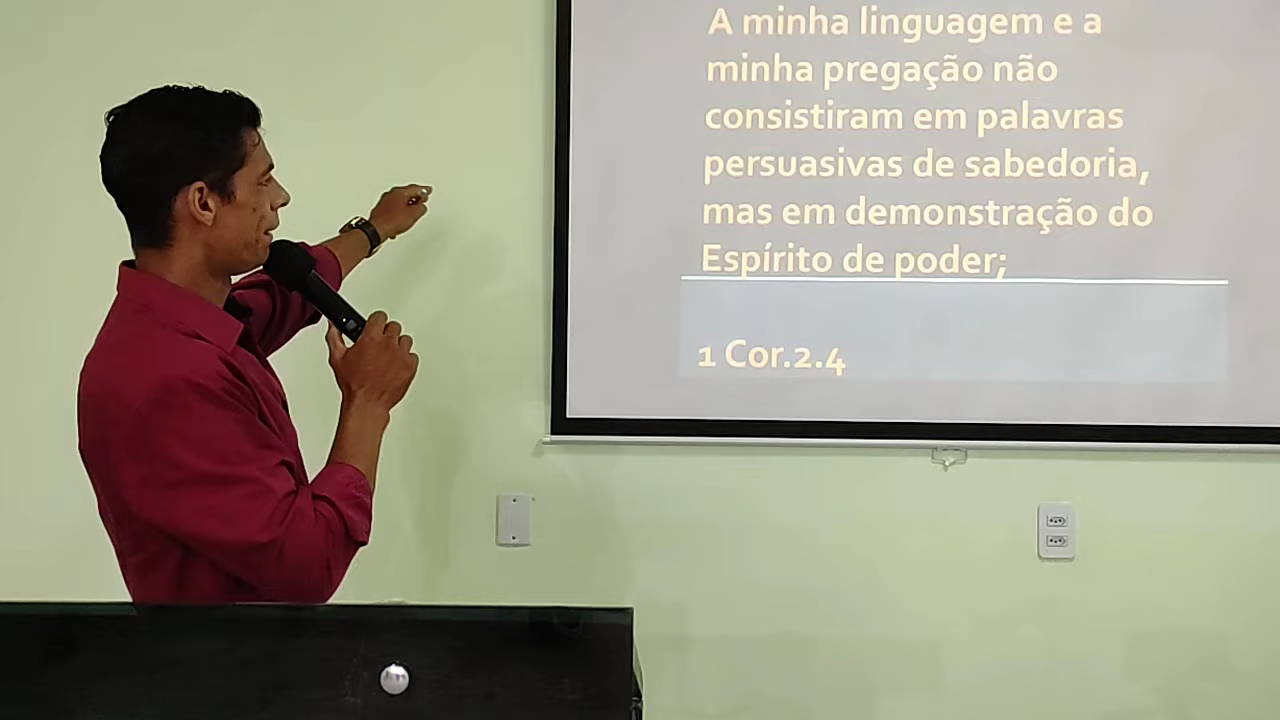 A minha linguagem e a
minha pregação não
consistiram em palavras
persuasivas de sabedoria,
mas em demonstração do
Espírito de poder;
1 Cor.2.4